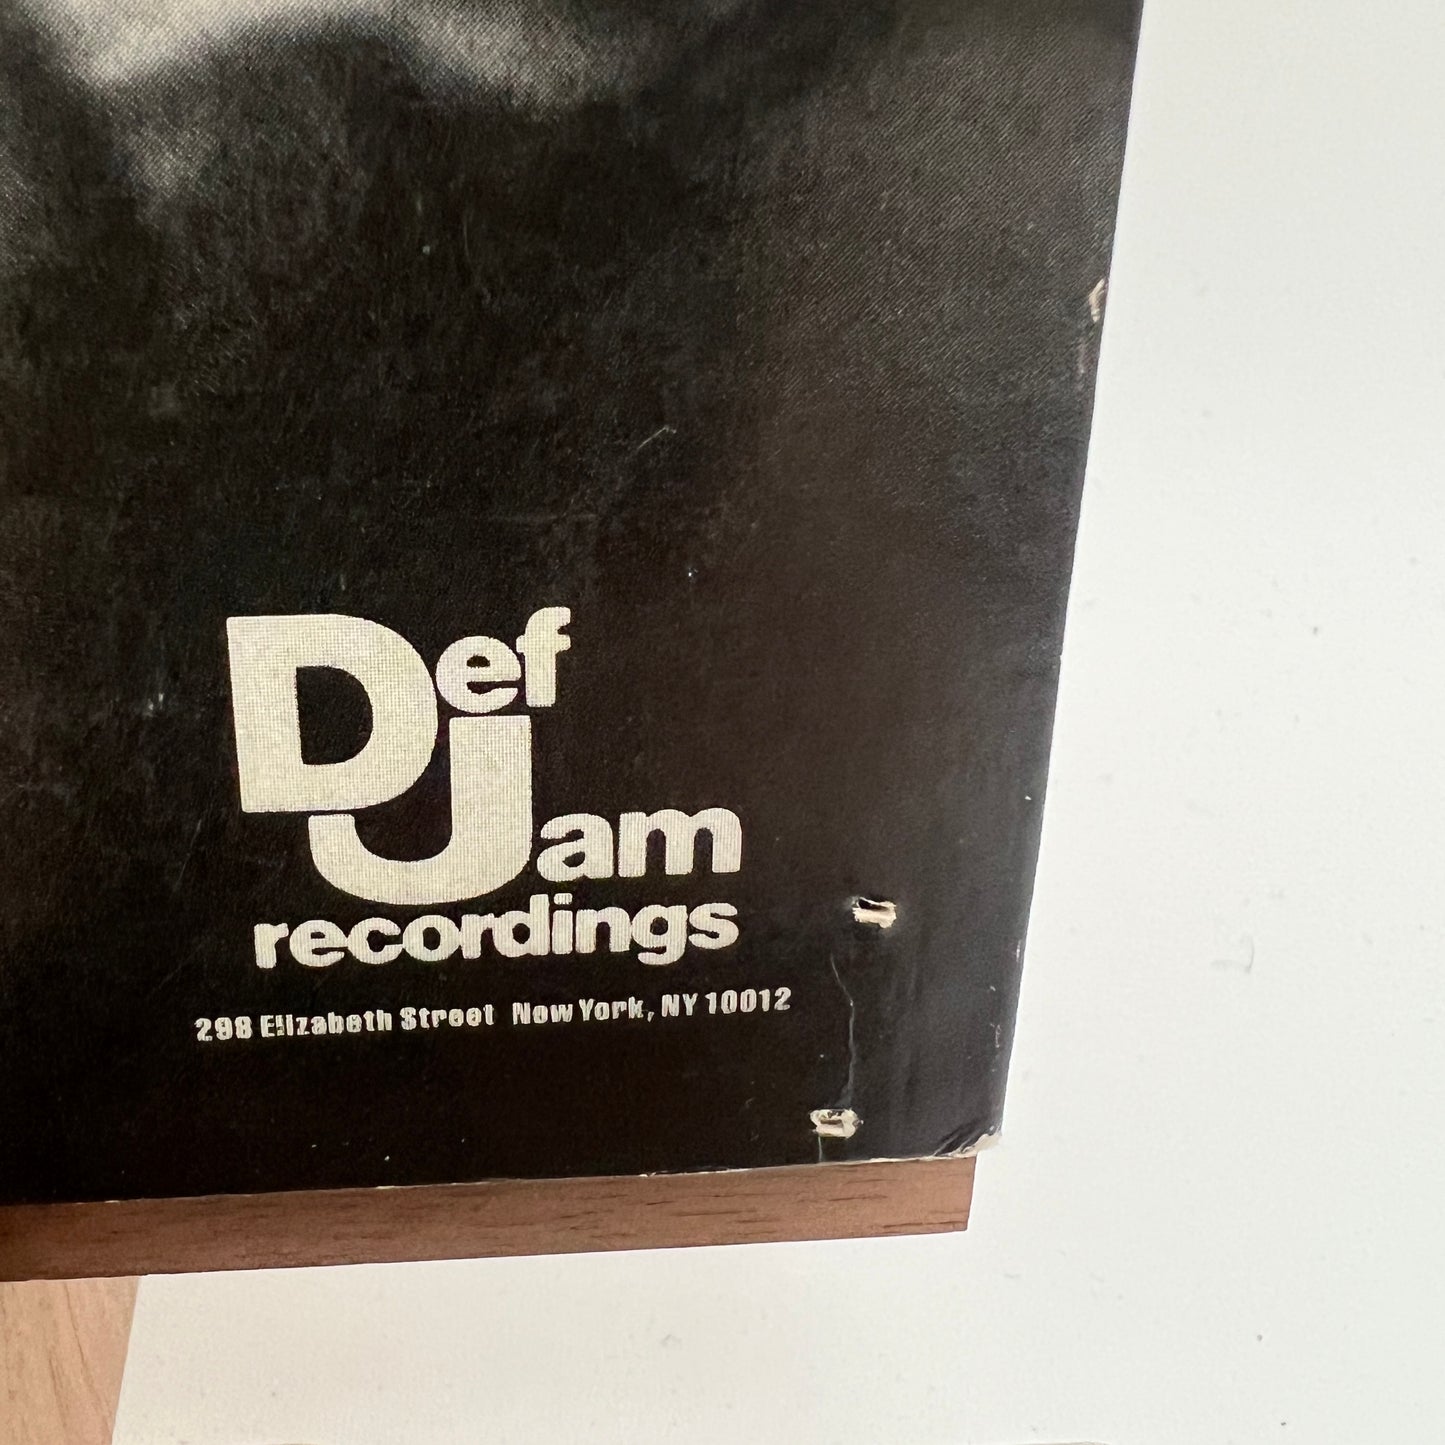 Def
Jam
recordings
298 Elizabeth Street New York, NY 10012